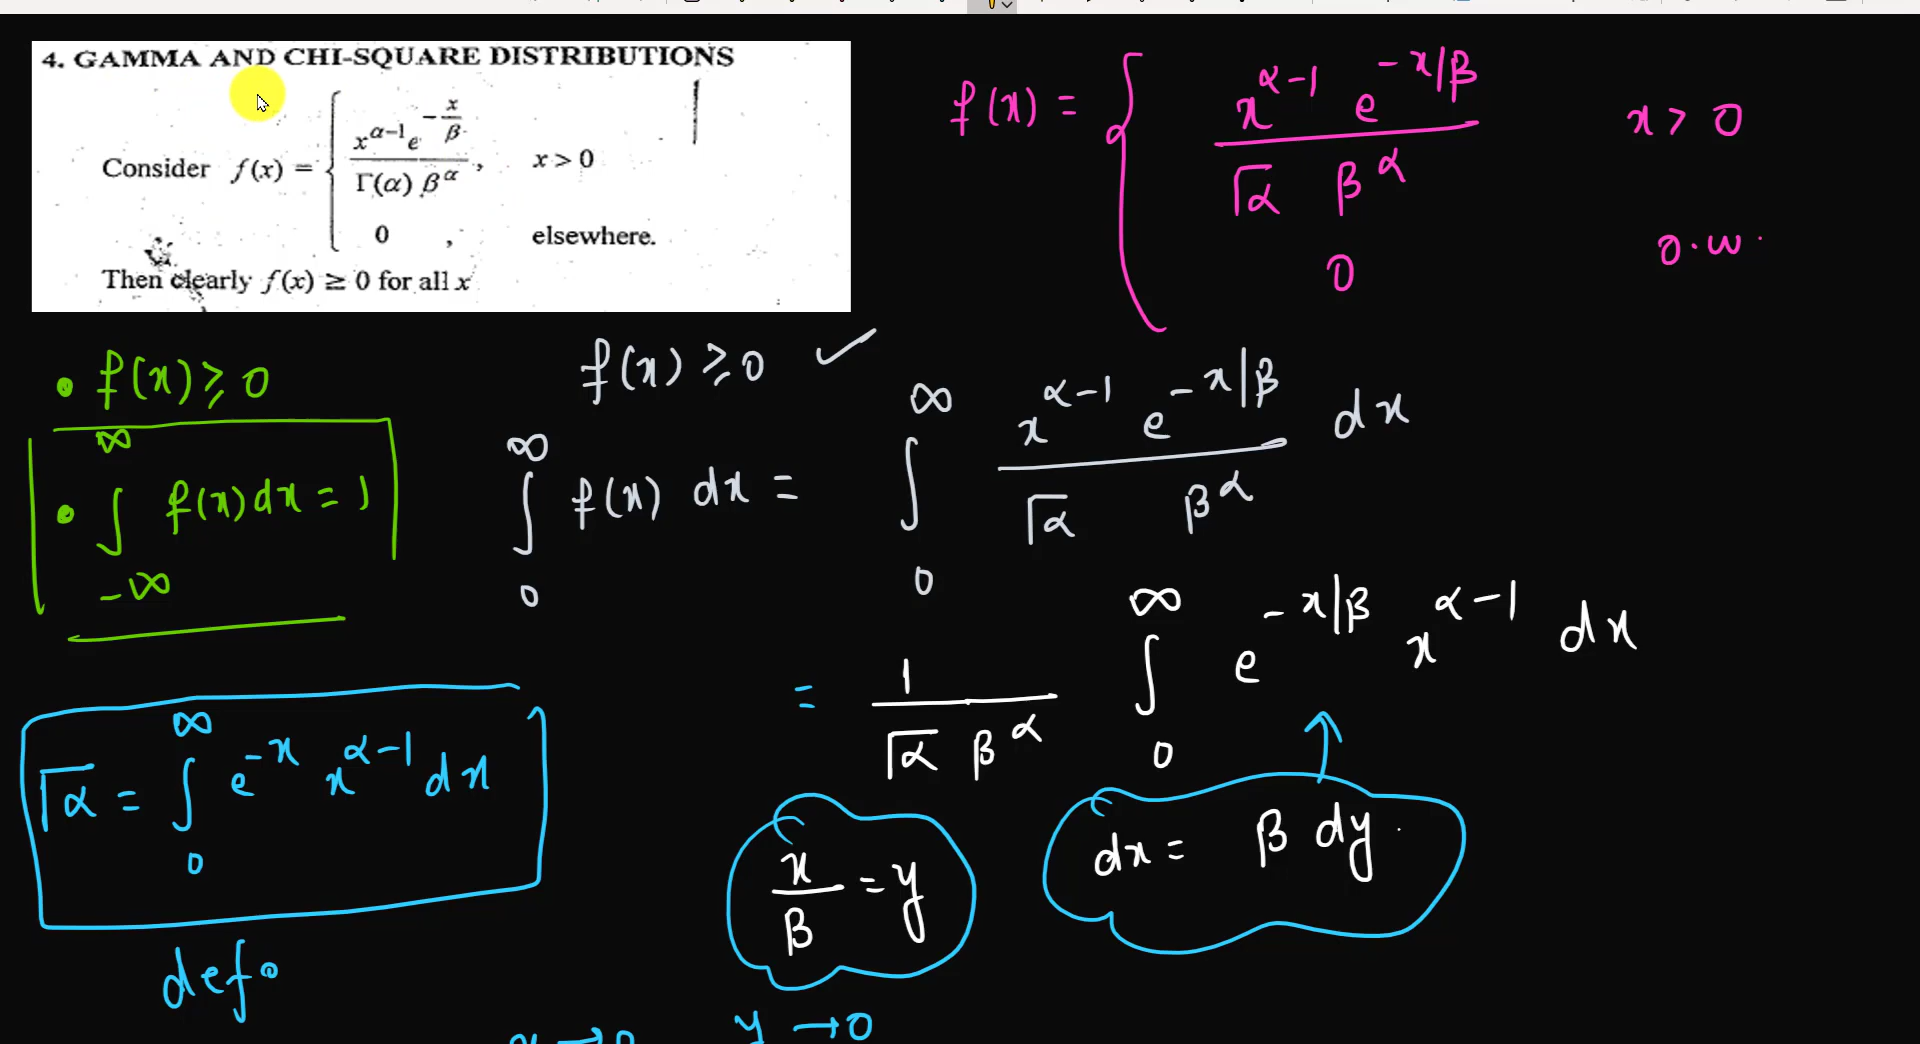 4. GAMMA AND CHI-SQUARE DISTRIBUTIONS
Consider f(x) = { x^(α-1) e^(-x/β) / Γ(α) β^α , x > 0
0 , elsewhere.
Then clearly f(x) ≥ 0 for all x
f(x) = { x^(α-1) e^(-x/β) / Γα β^α x > 0
0 o.w.
• f(x) ≥ 0
• ∫_{-∞}^{∞} f(x) dx = 1
f(x) ≥ 0 ✓
∫_0^∞ f(x) dx = ∫_0^∞ x^(α-1) e^(-x/β) / Γα β^α dx
= 1 / Γα β^α ∫_0^∞ e^(-x/β) x^(α-1) dx
Γα = ∫_0^∞ e^(-x) x^(α-1) dx
defo
x/β = y
dx = β dy
x → 0 y → 0